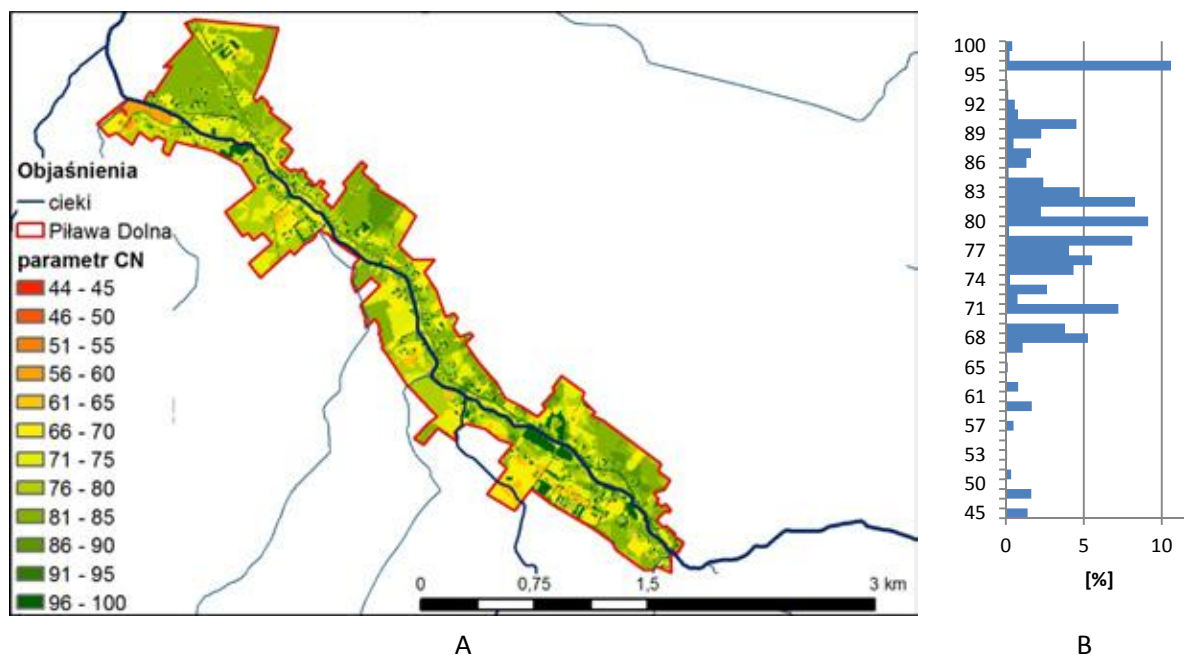 Objaśnienia
cieki
Piława Dolna
parametr CN
44 - 45
46 - 50
51 - 55
56 - 60
61 - 65
66 - 70
71 - 75
76 - 80
81 - 85
86 - 90
91 - 95
96 - 100
0 0,75 1,5 3 km
A
100
95
92
89
86
83
80
77
74
71
68
65
61
57
53
50
45
0 5 10
[%]
B